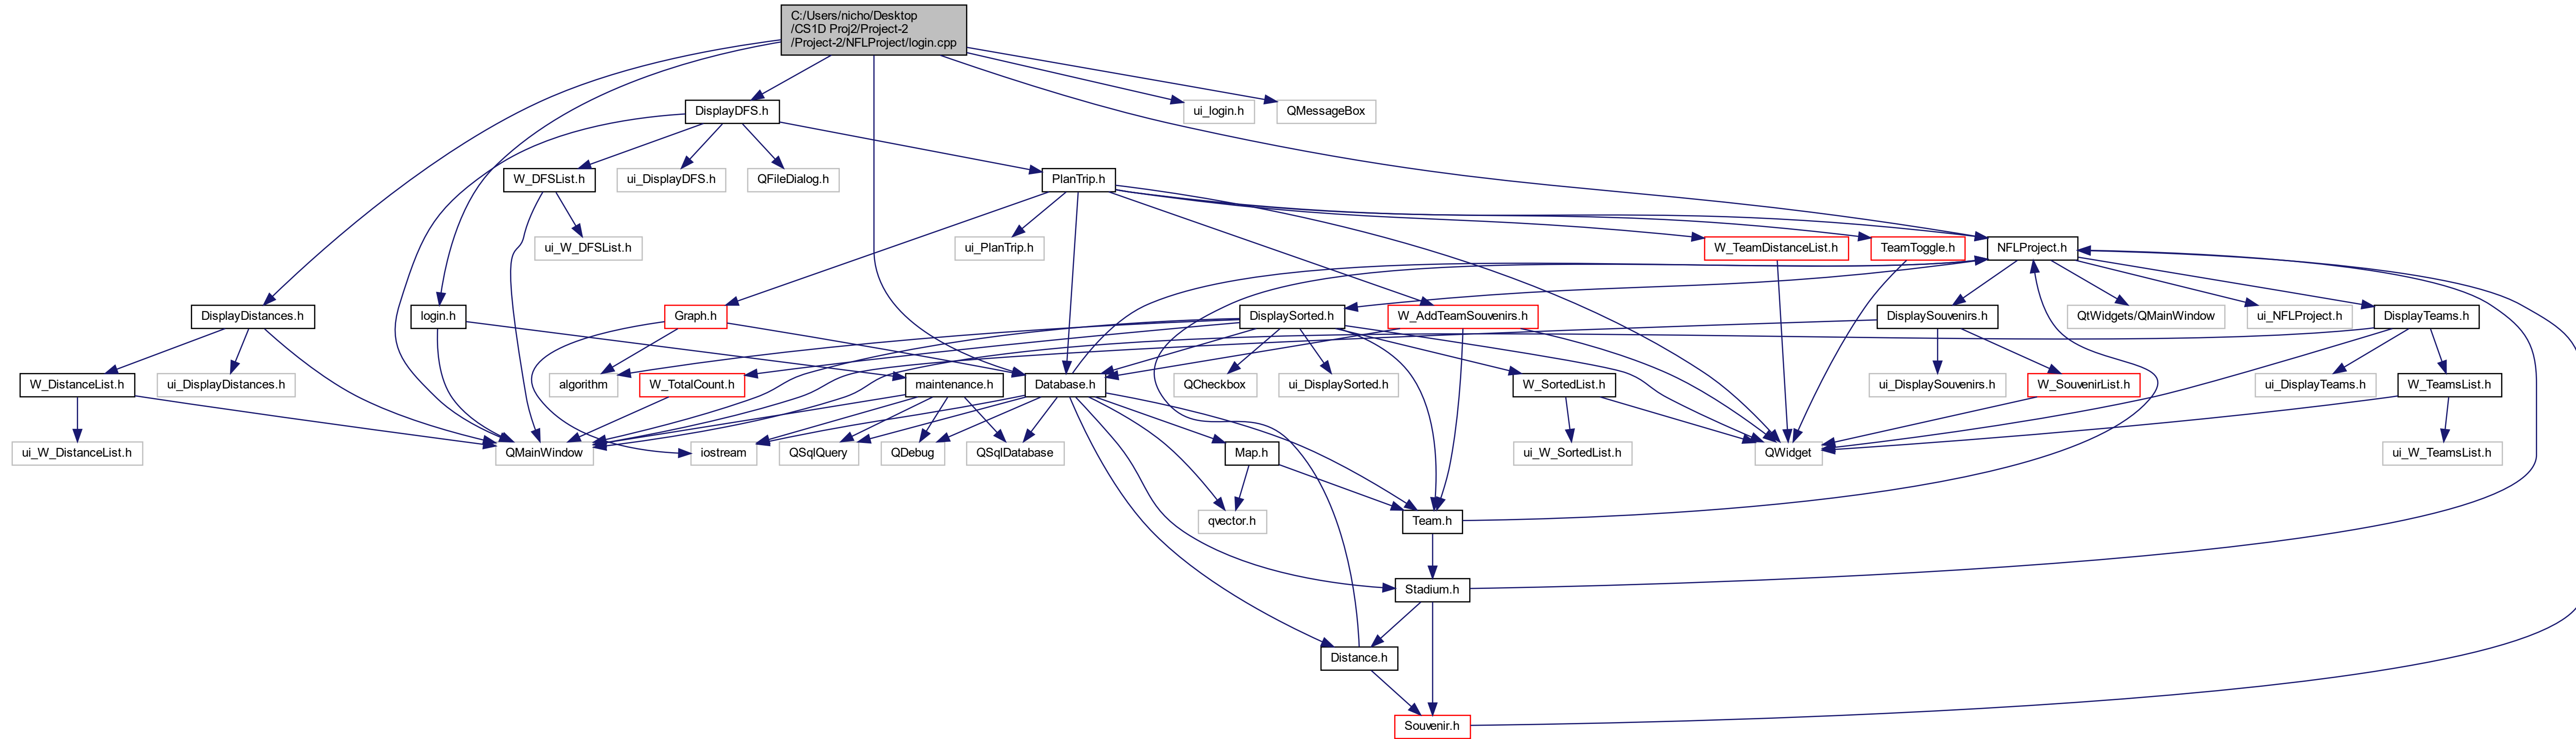 C:/Users/nicho/Desktop
/CS1D Proj2/Project-2
/Project-2/NFLProject/login.cpp
DisplayDFS.h
ui_login.h
QMessageBox
W_DFSList.h
ui_DisplayDFS.h
QFileDialog.h
PlanTrip.h
ui_W_DFSList.h
ui_PlanTrip.h
W_TeamDistanceList.h
TeamToggle.h
NFLProject.h
DisplayDistances.h
login.h
Graph.h
DisplaySorted.h
W_AddTeamSouvenirs.h
DisplaySouvenirs.h
QtWidgets/QMainWindow
ui_NFLProject.h
DisplayTeams.h
W_DistanceList.h
ui_DisplayDistances.h
algorithm
W_TotalCount.h
maintenance.h
Database.h
QCheckbox
ui_DisplaySorted.h
W_SortedList.h
ui_DisplaySouvenirs.h
W_SouvenirList.h
ui_DisplayTeams.h
W_TeamsList.h
ui_W_DistanceList.h
QMainWindow
iostream
QSqlQuery
QDebug
QSqlDatabase
Map.h
ui_W_SortedList.h
QWidget
ui_W_TeamsList.h
qvector.h
Team.h
Stadium.h
Distance.h
Souvenir.h